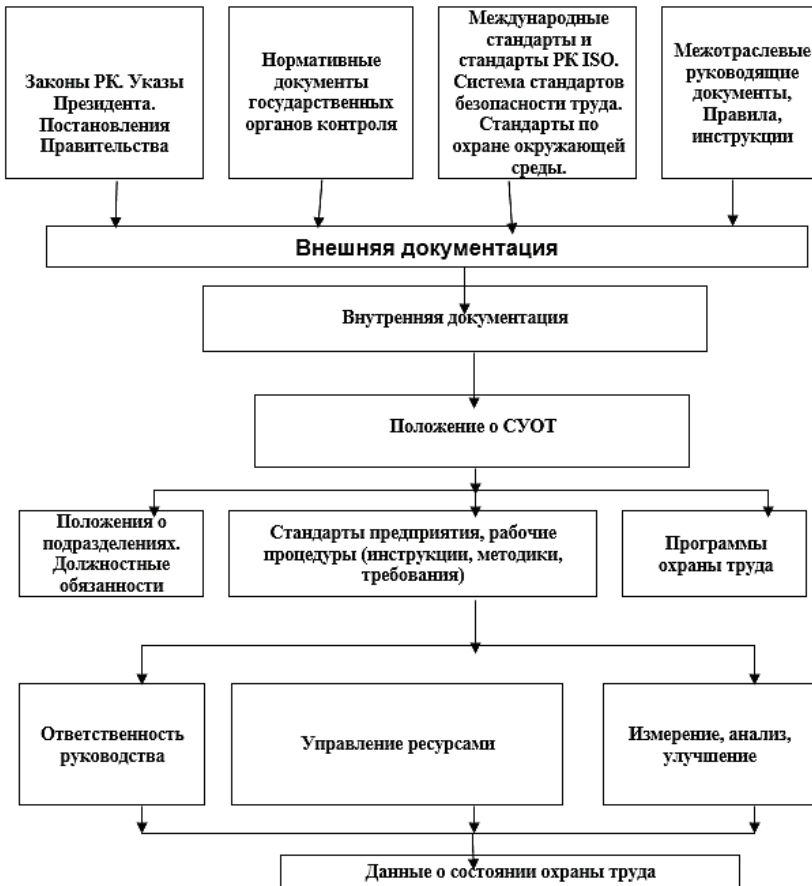 Законы РК. Указы
Президента.
Постановления
Правительства
Нормативные
документы
государственных
органов контроля
Международные
стандарты и
стандарты РК ISO.
Система стандартов
безопасности труда.
Стандарты по
охране окружающей
среды.
Межотраслевые
руководящие
документы,
Правила,
инструкции
Внешняя документация
Внутренняя документация
Положение о СУОТ
Положения о
подразделениях.
Должностные
обязанности
Стандарты предприятия, рабочие
процедуры (инструкции, методики,
требования)
Программы
охраны труда
Ответственность
руководства
Управление ресурсами
Измерение, анализ,
улучшение
Данные о состоянии охраны труда